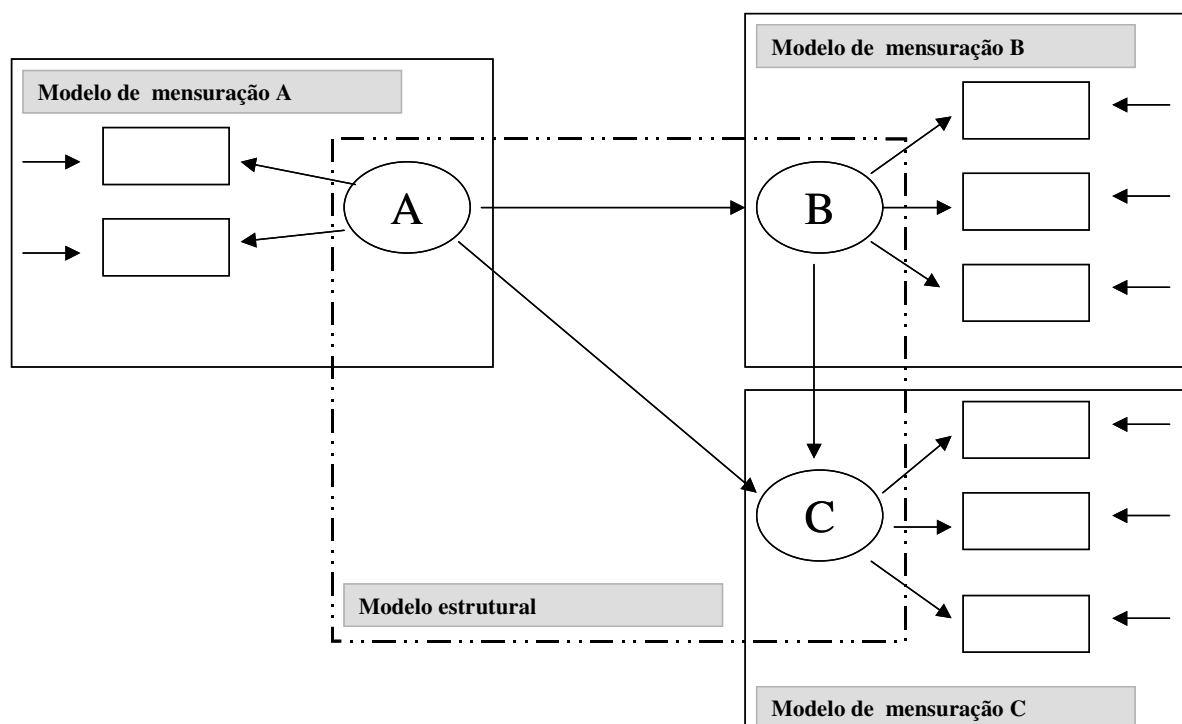 Modelo de mensuração B
Modelo de mensuração A
A
B
C
Modelo estrutural
Modelo de mensuração C